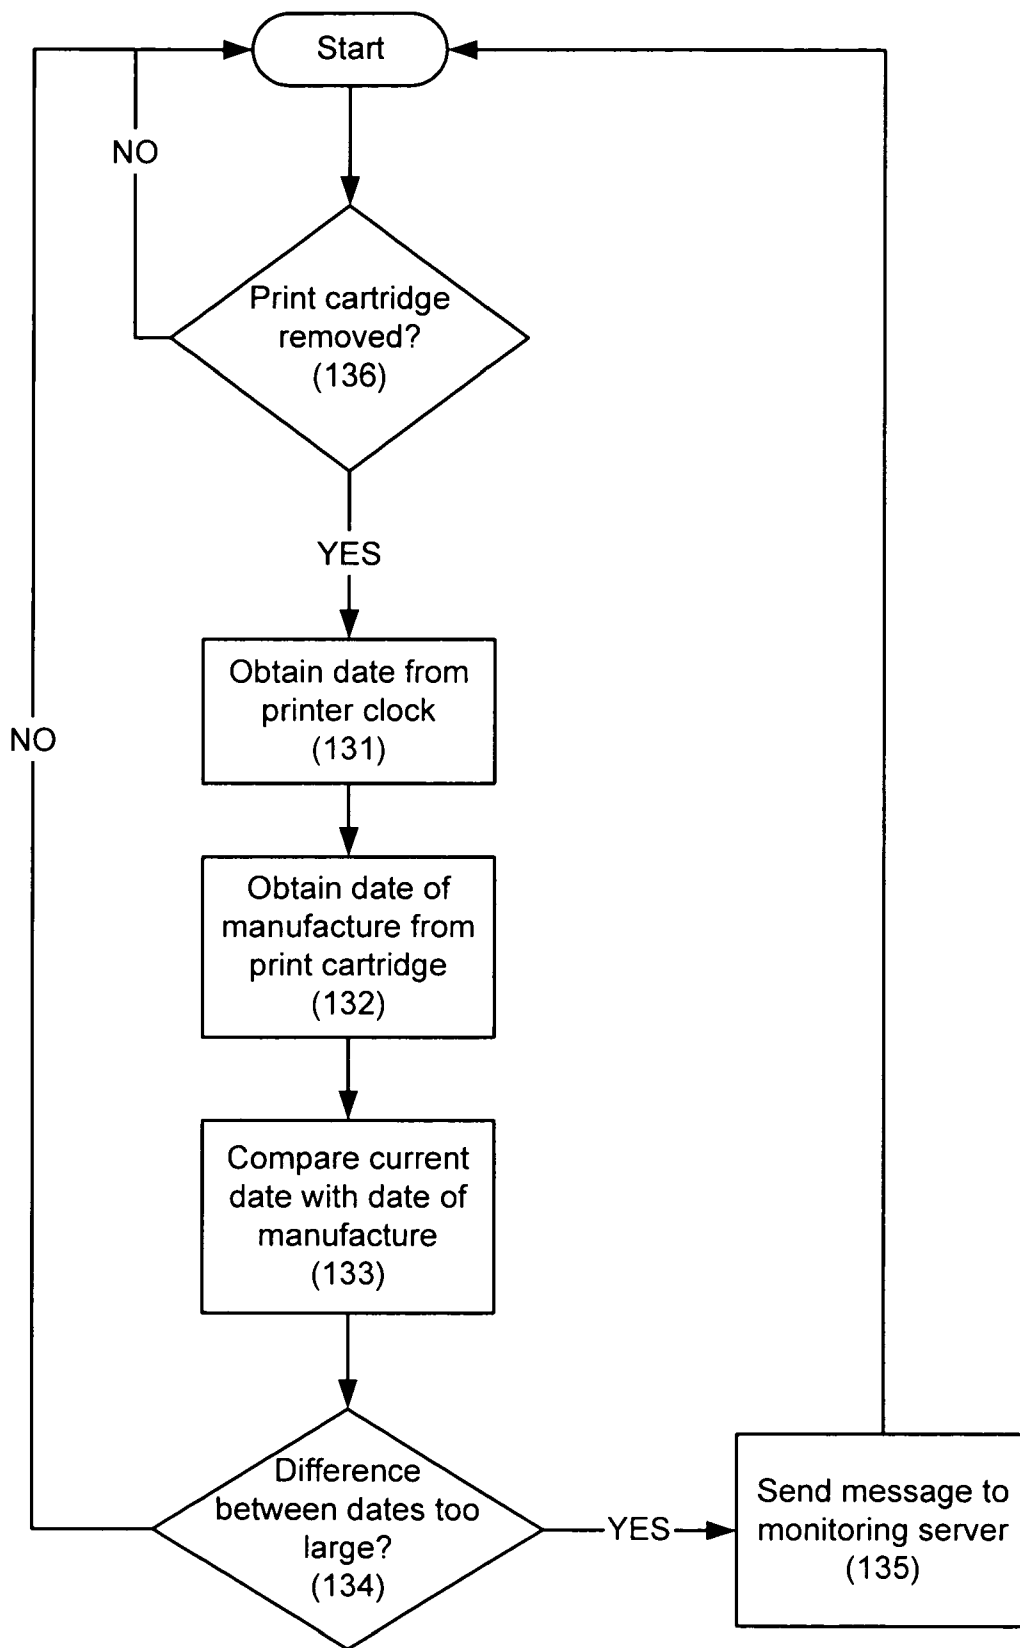 Start
NO
Print cartridge
removed?
(136)
YES
Obtain date from
printer clock
(131)
NO
Obtain date of
manufacture from
print cartridge
(132)
Compare current
date with date of
manufacture
(133)
Difference
between dates too
large?
(134)
YES
Send message to
monitoring server
(135)